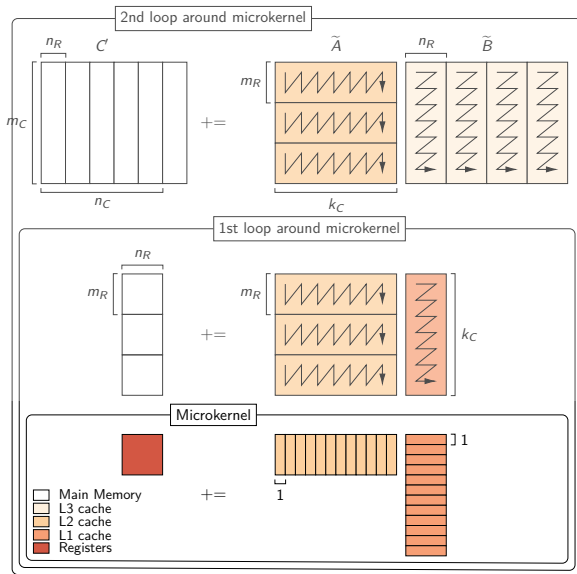 2nd loop around microkernel
n_R C′ Ã n_R B̃
m_R
m_C +=
n_C k_C
1st loop around microkernel
n_R
m_R m_R
+= k_C
Microkernel
1
+=
1
Main Memory
L3 cache
L2 cache
L1 cache
Registers